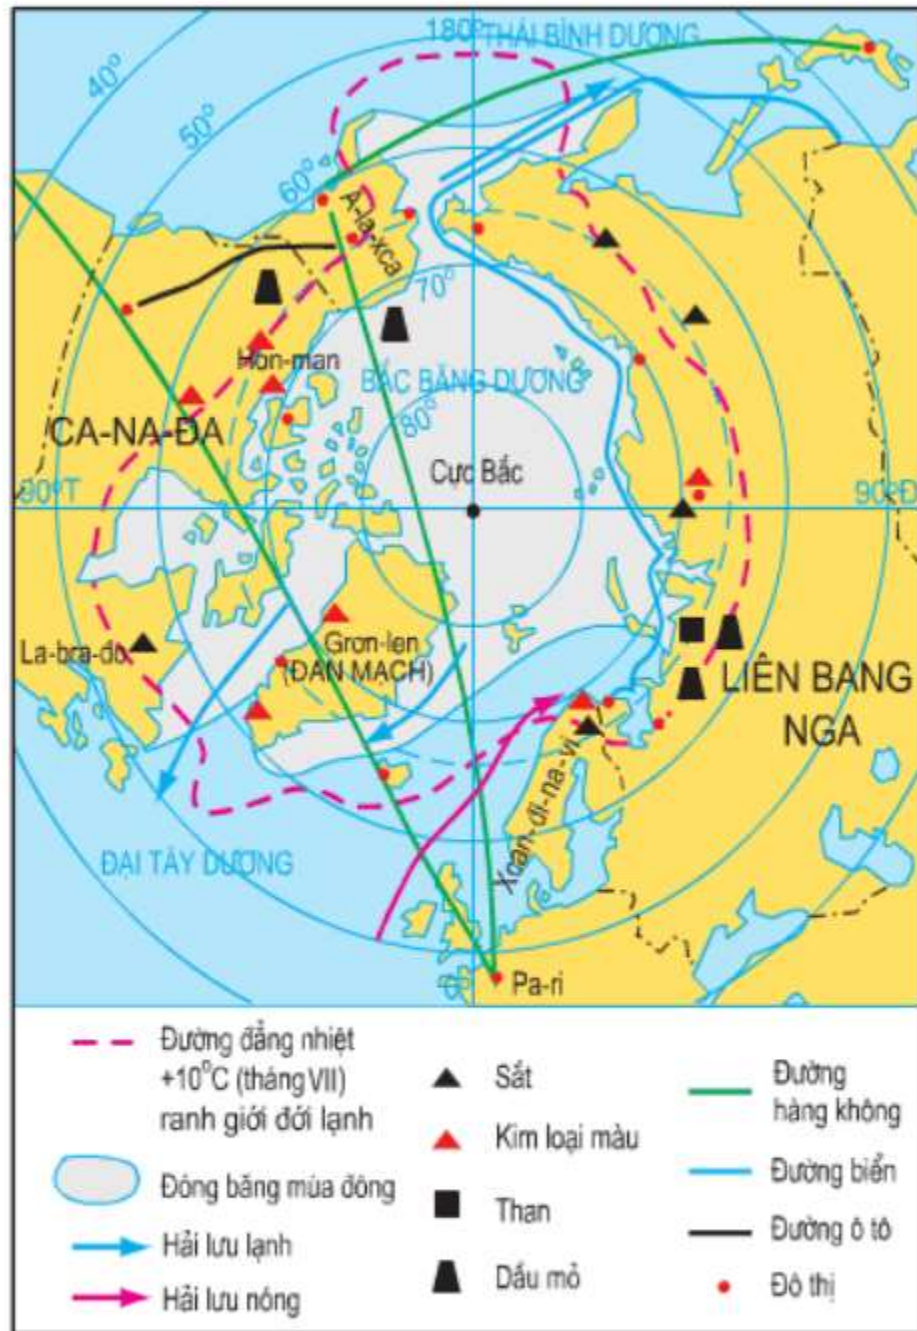 180°
THÁI BÌNH DƯƠNG
40°
50°
60°
A-la-xca
70°
Hon-man
BẮC BĂNG DƯƠNG
80°
CA-NA-ĐA
Cực Bắc
90°T
90°Đ
La-bra-do
Grơn-len
(ĐAN MẠCH)
LIÊN BANG
NGA
Xcan-đi-na-vi
ĐẠI TÂY DƯƠNG
0°
Pa-ri
Đường đẳng nhiệt
+10°C (tháng VII)
ranh giới đới lạnh
Đóng băng mùa đông
Hải lưu lạnh
Hải lưu nóng
Sắt
Kim loại màu
Than
Dầu mỏ
Đường
hàng không
Đường biển
Đường ô tô
Đô thị